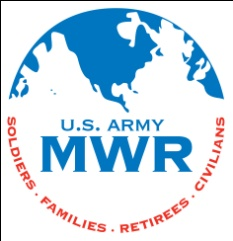 U.S. ARMY
MWR
SOLDIERS · FAMILIES · RETIREES · CIVILIANS